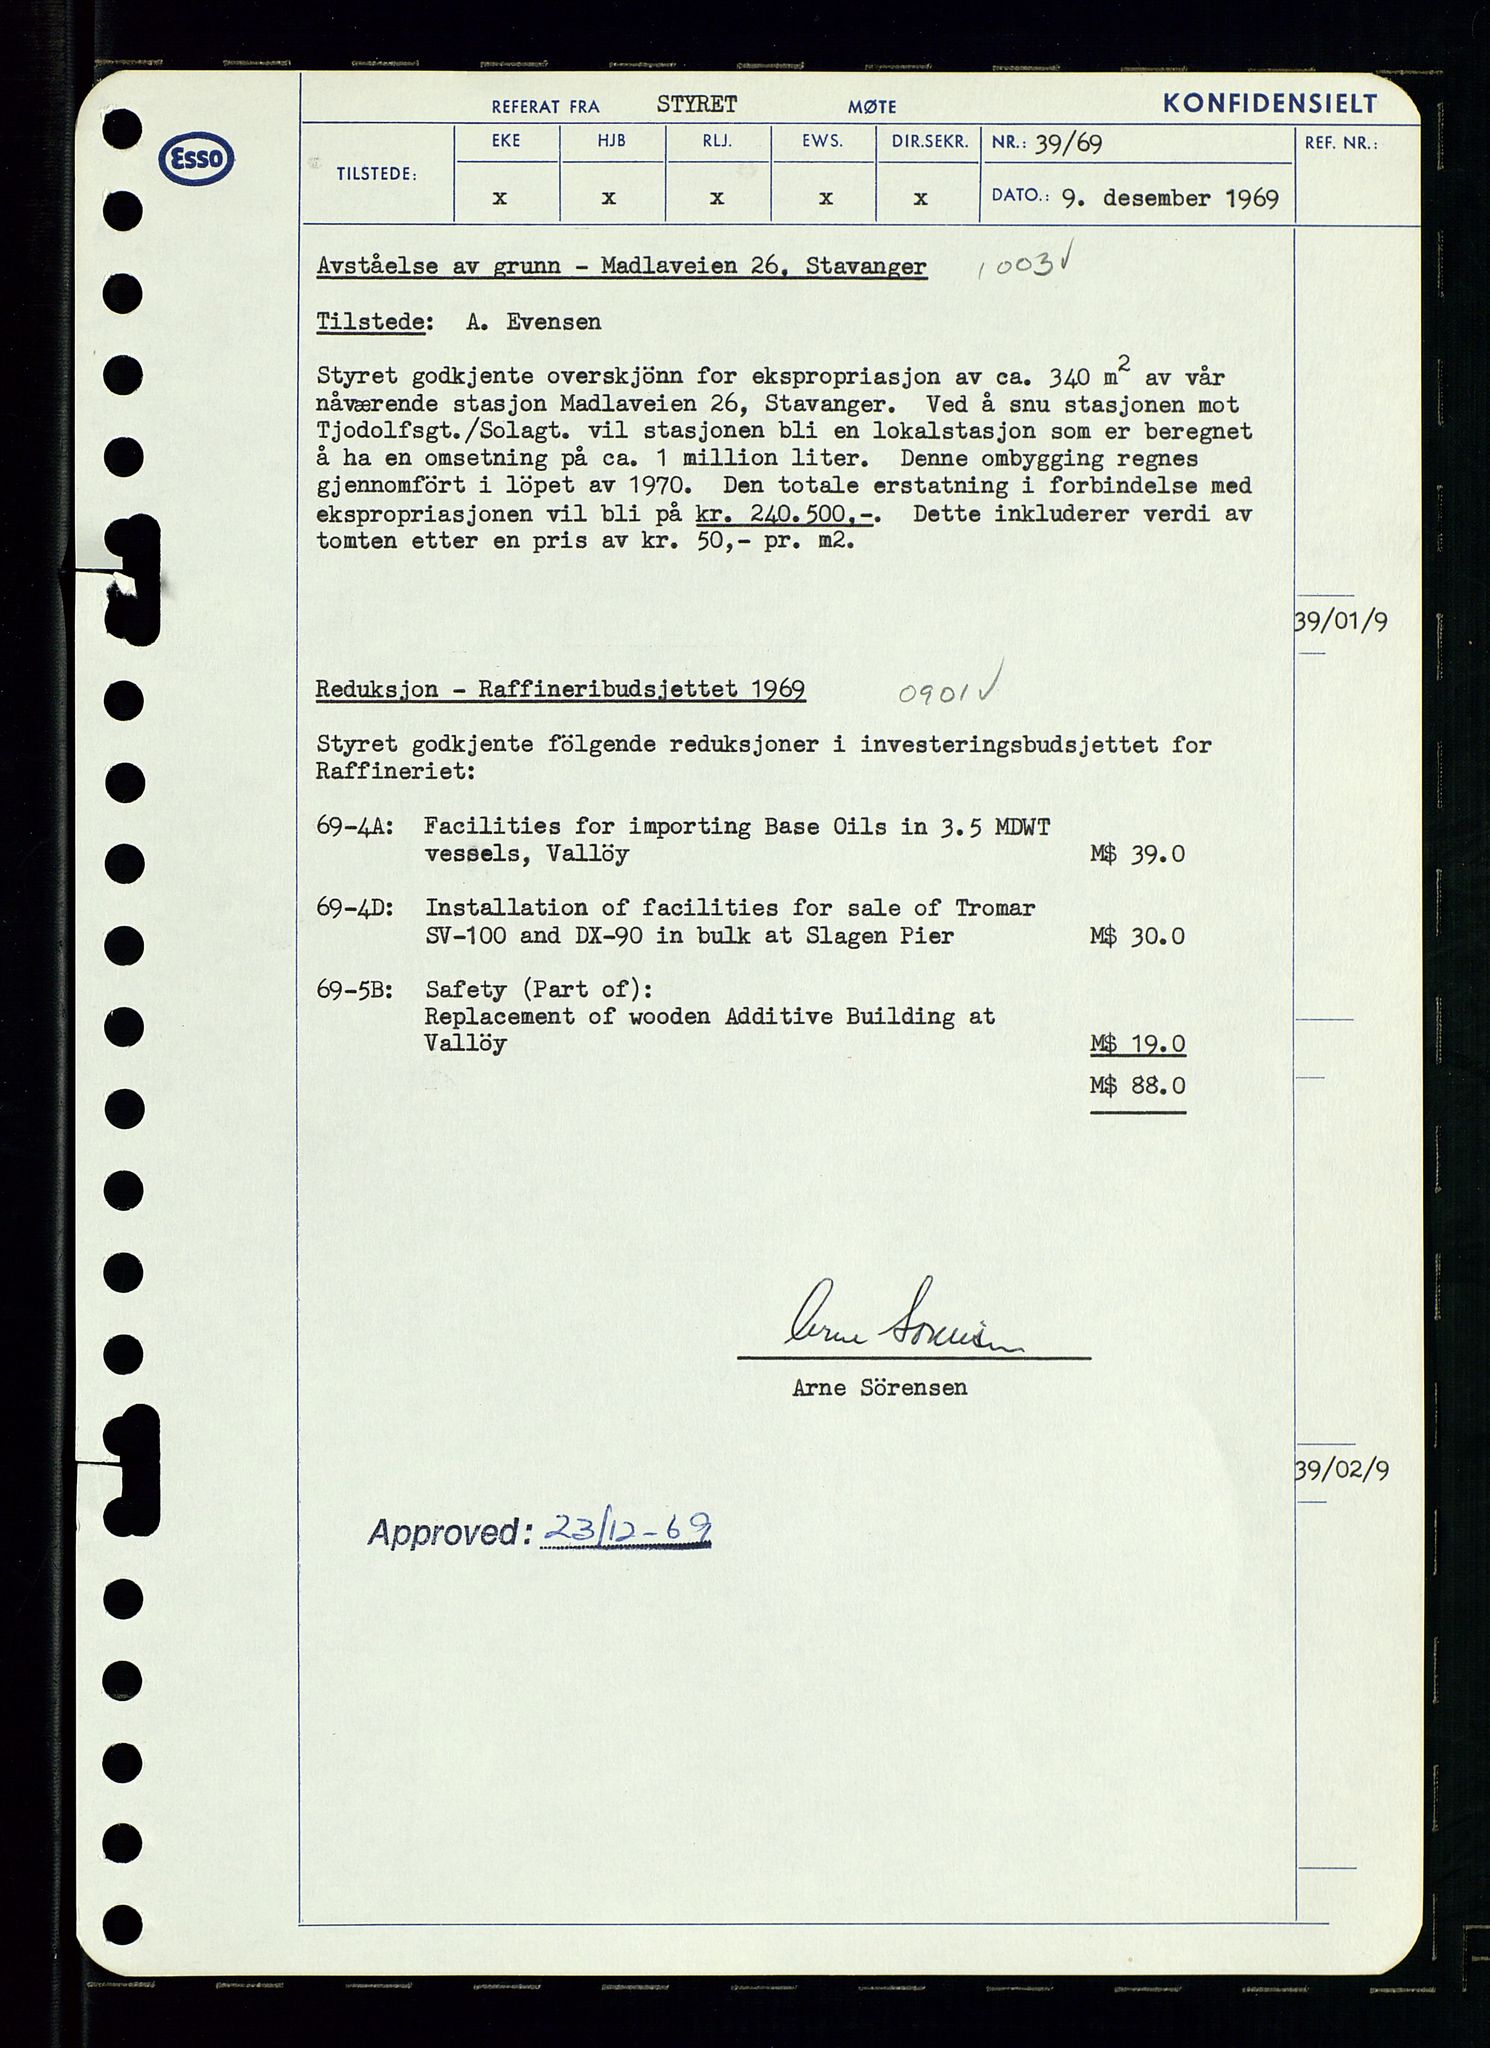 Esso
REFERAT FRA STYRET MØTE KONFIDENSIELT
TILSTEDE: EKE HJB RLJ. EWS. DIR.SEKR. NR.: 39/69 REF. NR.:
x x x x x DATO.: 9. desember 1969
Avståelse av grunn - Madlaveien 26, Stavanger 1003✓
Tilstede: A. Evensen
Styret godkjente overskjönn for ekspropriasjon av ca. 340 m² av vår
nåværende stasjon Madlaveien 26, Stavanger. Ved å snu stasjonen mot
Tjodolfsgt./Solagt. vil stasjonen bli en lokalstasjon som er beregnet
å ha en omsetning på ca. 1 million liter. Denne ombygging regnes
gjennomfört i löpet av 1970. Den totale erstatning i forbindelse med
ekspropriasjonen vil bli på kr. 240.500,-. Dette inkluderer verdi av
tomten etter en pris av kr. 50,- pr. m2.
39/01/9
Reduksjon - Raffineribudsjettet 1969 0901✓
Styret godkjente fölgende reduksjoner i investeringsbudsjettet for
Raffineriet:
69-4A: Facilities for importing Base Oils in 3.5 MDWT
vessels, Vallöy M$ 39.0
69-4D: Installation of facilities for sale of Tromar
SV-100 and DX-90 in bulk at Slagen Pier M$ 30.0
69-5B: Safety (Part of):
Replacement of wooden Additive Building at
Vallöy M$ 19.0
M$ 88.0
Arne Sörensen
Arne Sörensen
39/02/9
Approved: 23/12-69